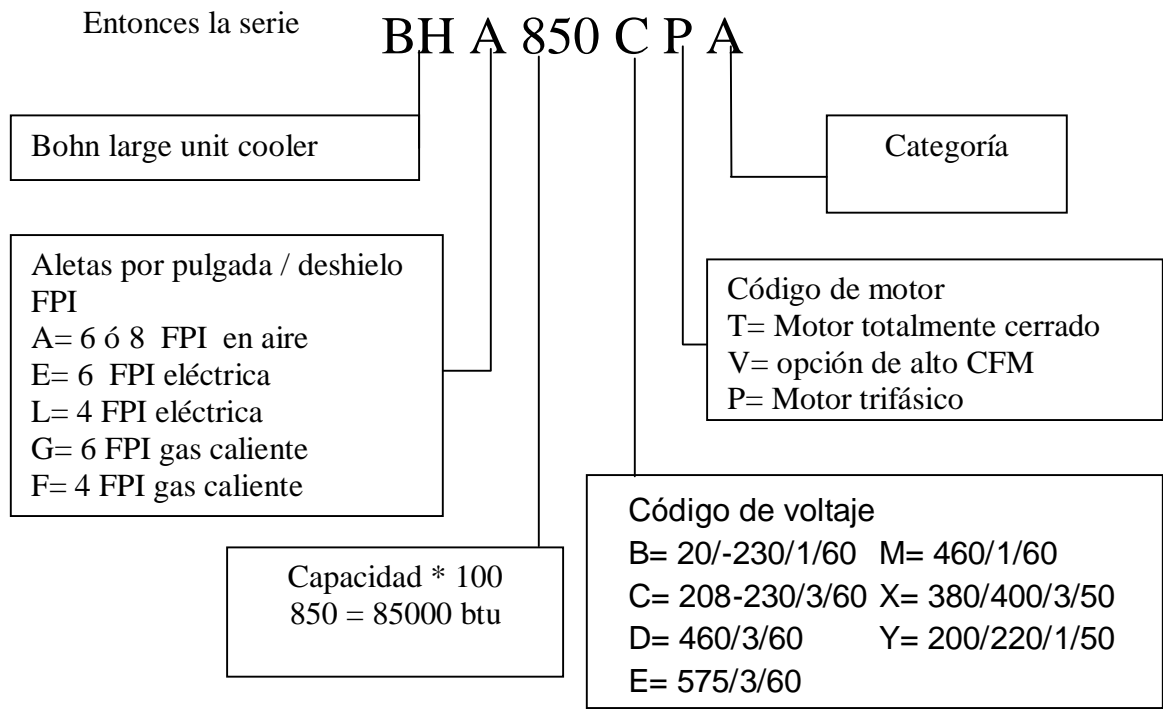 Entonces la serie
BH A 850 C P A
Bohn large unit cooler
Categoría
Aletas por pulgada / deshielo
FPI
A= 6 ó 8 FPI en aire
E= 6 FPI eléctrica
L= 4 FPI eléctrica
G= 6 FPI gas caliente
F= 4 FPI gas caliente
Código de motor
T= Motor totalmente cerrado
V= opción de alto CFM
P= Motor trifásico
Capacidad * 100
850 = 85000 btu
Código de voltaje
B= 20/-230/1/60 M= 460/1/60
C= 208-230/3/60 X= 380/400/3/50
D= 460/3/60 Y= 200/220/1/50
E= 575/3/60